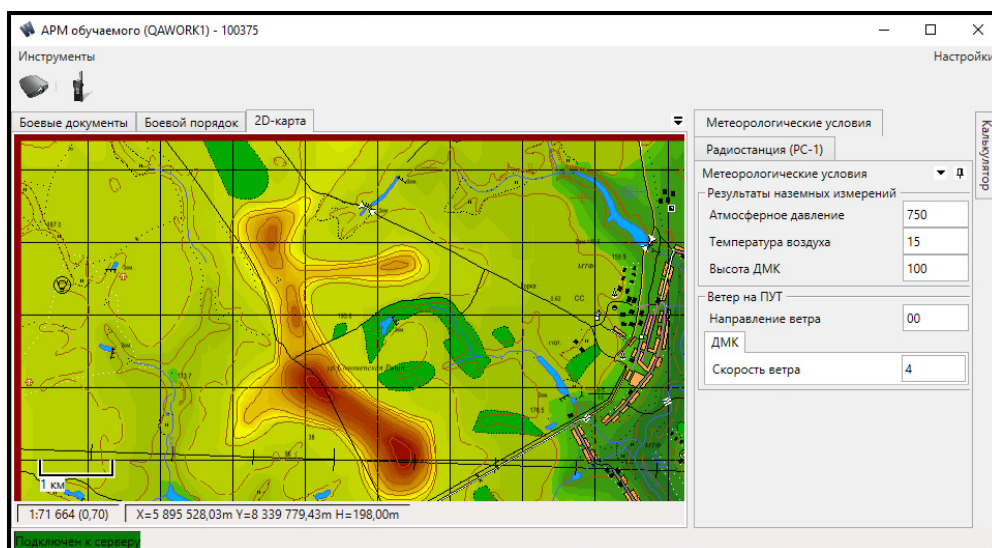 АРМ обучаемого (QAWORK1) - 100375
Инструменты
Настройки
Боевые документы
Боевой порядок
2D-карта
Метеорологические условия
Калькулятор
Радиостанция (РС-1)
Метеорологические условия
Результаты наземных измерений
Атмосферное давление 750
Температура воздуха 15
Высота ДМК 100
Ветер на ПУТ
Направление ветра 00
ДМК
Скорость ветра 4
СС
38
1 км
1:71 664 (0,70)
X=5 895 528,03m Y=8 339 779,43m H=198,00m
Подключен к серверу